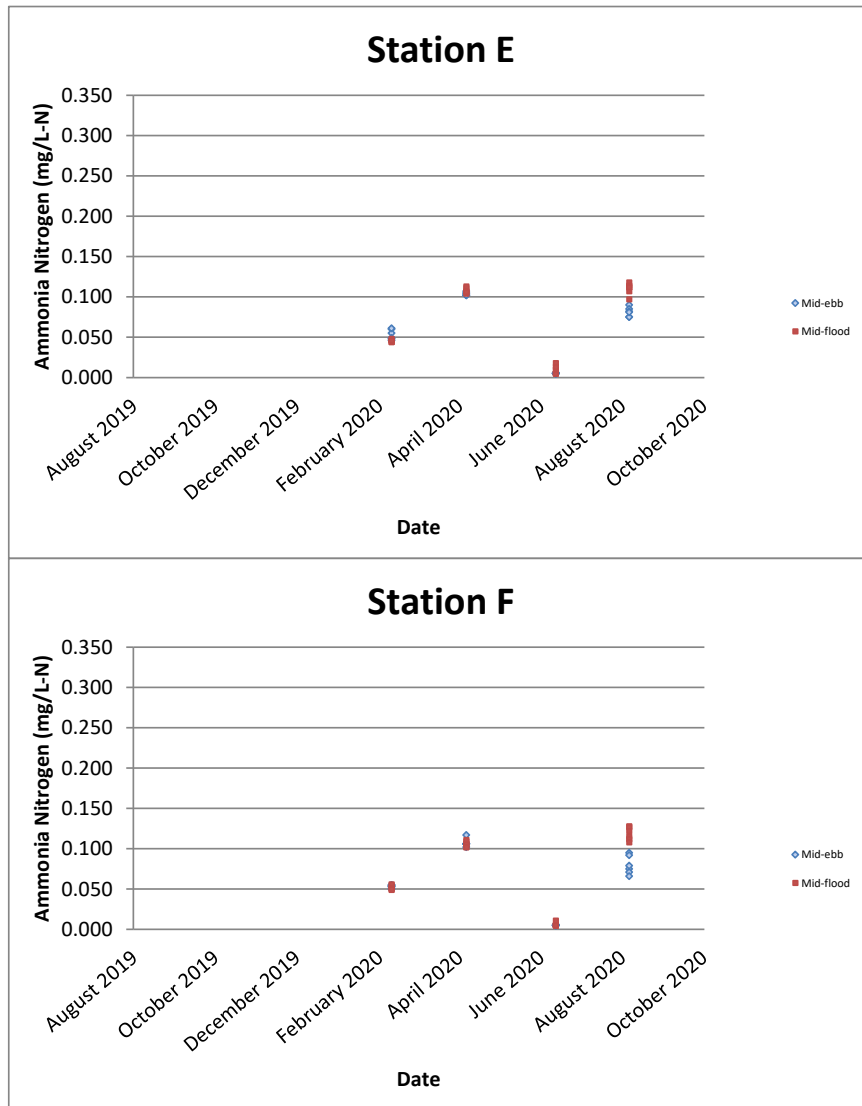 Station E
Ammonia Nitrogen (mg/L-N)
0.350
0.300
0.250
0.200
0.150
0.100
0.050
0.000
August 2019
October 2019
December 2019
February 2020
April 2020
June 2020
August 2020
October 2020
Date
Mid-ebb
Mid-flood
Station F
Ammonia Nitrogen (mg/L-N)
0.350
0.300
0.250
0.200
0.150
0.100
0.050
0.000
August 2019
October 2019
December 2019
February 2020
April 2020
June 2020
August 2020
October 2020
Date
Mid-ebb
Mid-flood